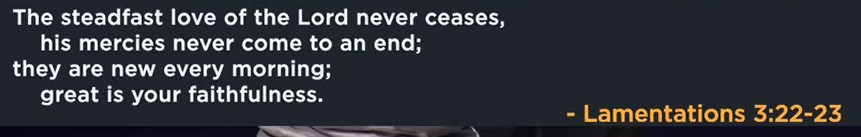 The steadfast love of the Lord never ceases,
his mercies never come to an end;
they are new every morning;
great is your faithfulness.
- Lamentations 3:22-23